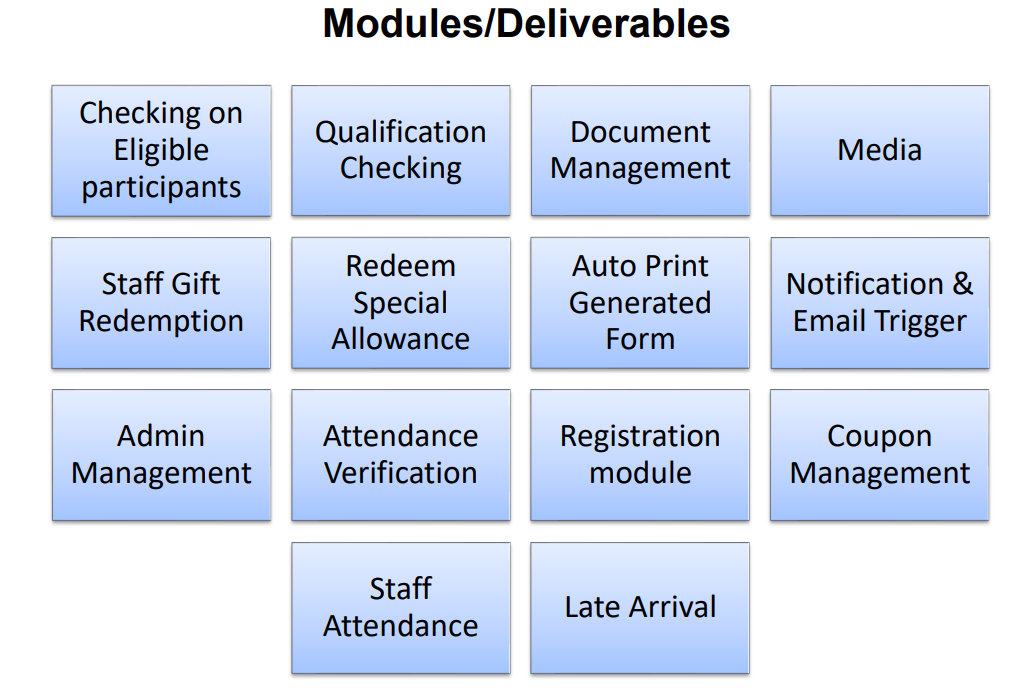 Modules/Deliverables
Checking on
Eligible
participants
Qualification
Checking
Document
Management
Media
Staff Gift
Redemption
Redeem
Special
Allowance
Auto Print
Generated
Form
Notification &
Email Trigger
Admin
Management
Attendance
Verification
Registration
module
Coupon
Management
Staff
Attendance
Late Arrival